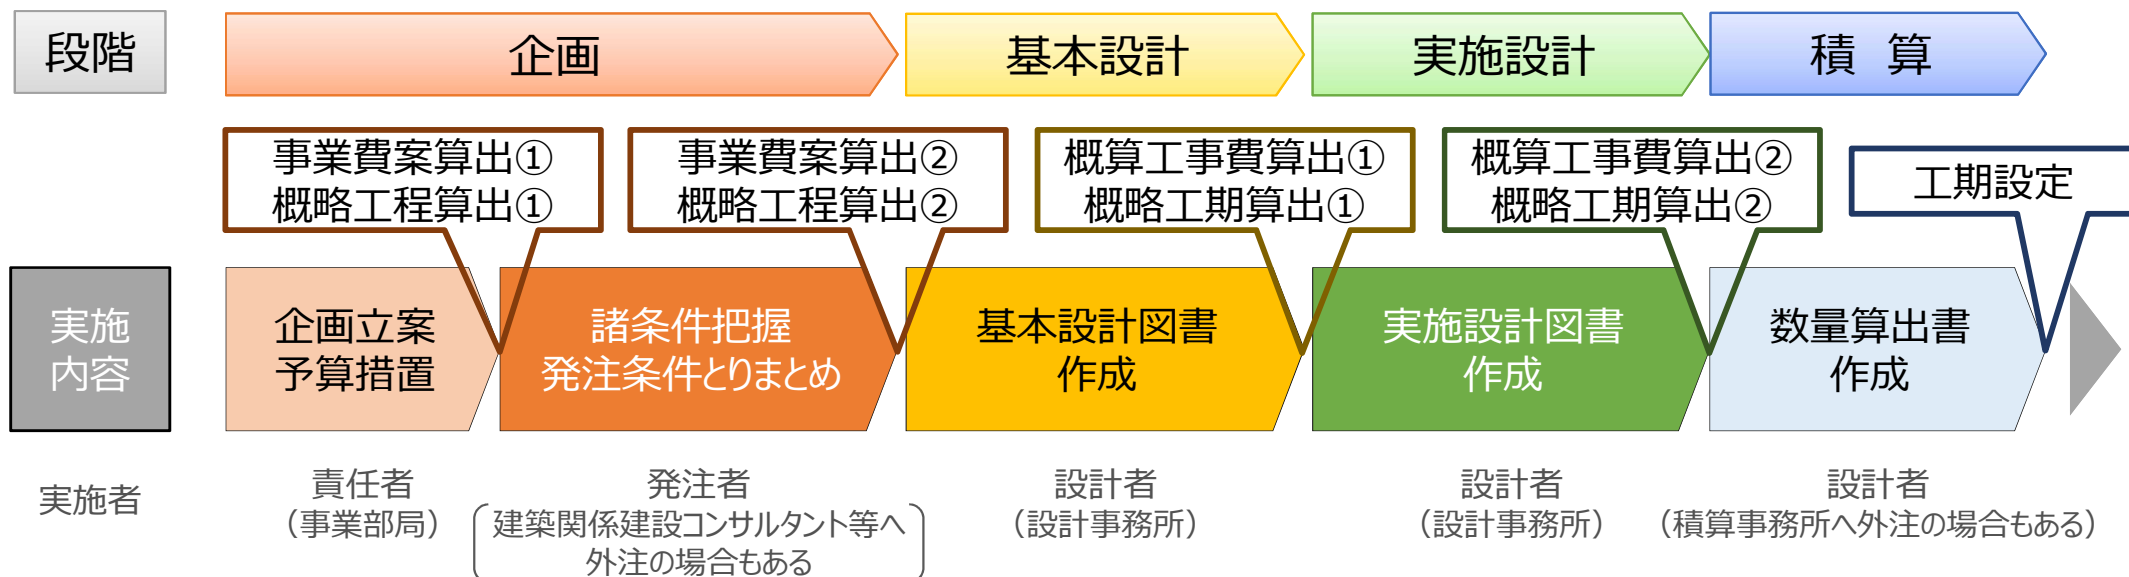 段階
企画
基本設計
実施設計
積 算
事業費案算出①
概略工程算出①
事業費案算出②
概略工程算出②
概算工事費算出①
概略工期算出①
概算工事費算出②
概略工期算出②
工期設定
実施
内容
企画立案
予算措置
諸条件把握
発注条件とりまとめ
基本設計図書
作成
実施設計図書
作成
数量算出書
作成
実施者
責任者
（事業部局）
発注者
建築関係建設コンサルタント等へ
外注の場合もある
設計者
（設計事務所）
設計者
（設計事務所）
設計者
（積算事務所へ外注の場合もある）